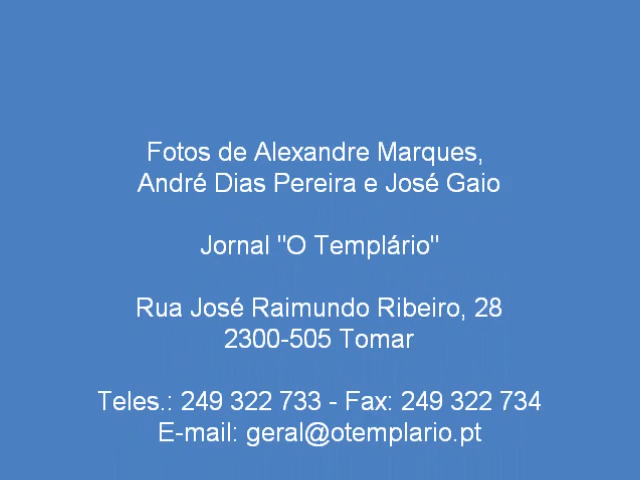 Fotos de Alexandre Marques,
André Dias Pereira e José Gaio
Jornal "O Templário"
Rua José Raimundo Ribeiro, 28
2300-505 Tomar
Teles.: 249 322 733 - Fax: 249 322 734
E-mail: geral@otemplario.pt